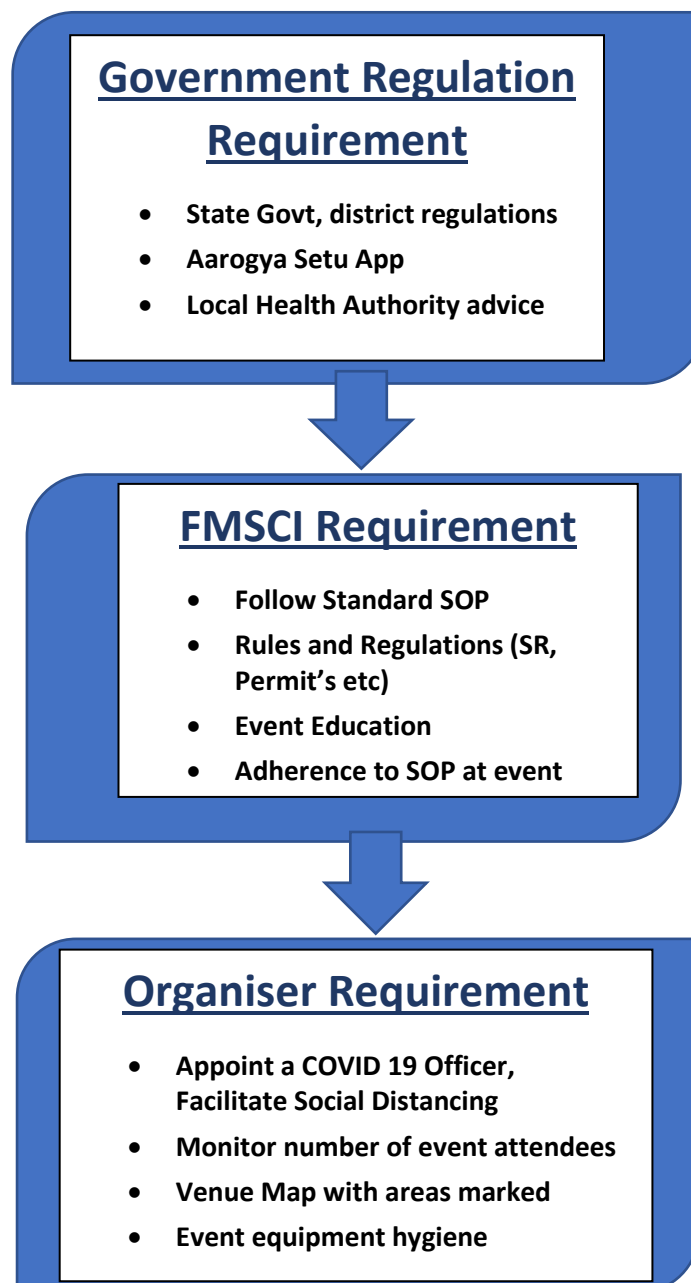 Government Regulation
Requirement
• State Govt, district regulations
• Aarogya Setu App
• Local Health Authority advice
FMSCI Requirement
• Follow Standard SOP
• Rules and Regulations (SR,
Permit's etc)
• Event Education
• Adherence to SOP at event
Organiser Requirement
• Appoint a COVID 19 Officer,
Facilitate Social Distancing
• Monitor number of event attendees
• Venue Map with areas marked
• Event equipment hygiene